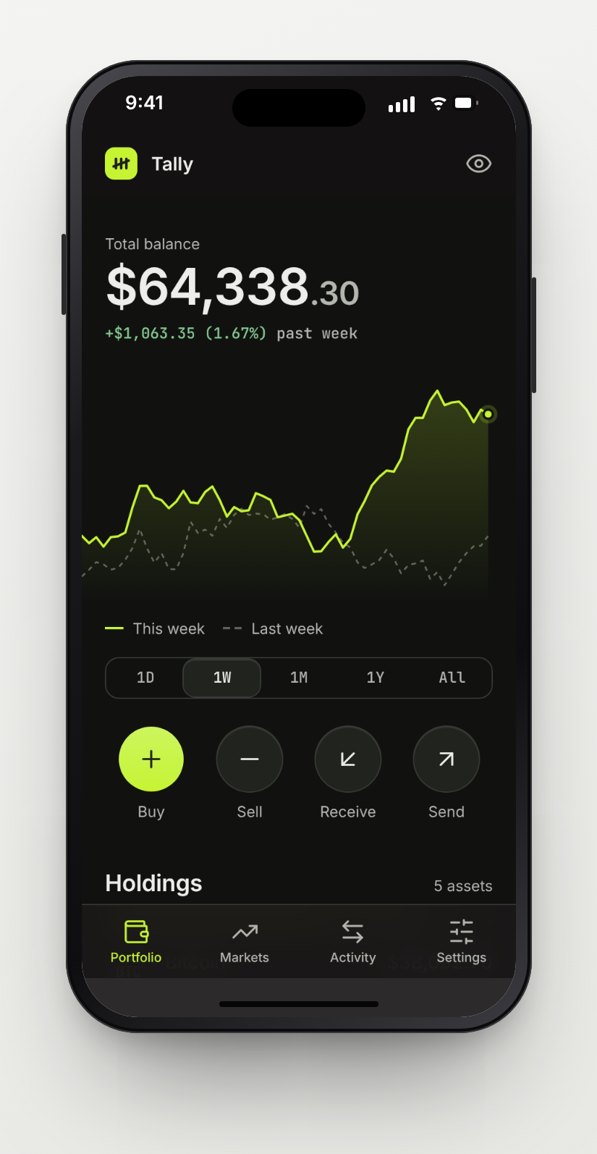 9:41
Tally
Total balance
$64,338.30
+$1,063.35 (1.67%) past week
This week Last week
1D 1W 1M 1Y All
Buy Sell Receive Send
Holdings 5 assets
Portfolio Markets Activity Settings